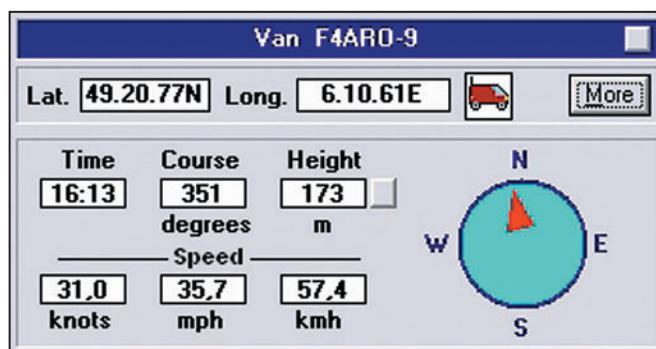 Van F4ARO-9
Lat. 49.20.77N Long. 6.10.61E More
Time Course Height
16:13 351 173
degrees m
Speed
31,0 35,7 57,4
knots mph kmh
N
W E
S